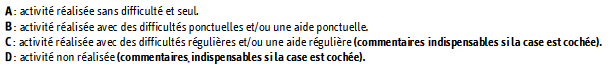 A : activité réalisée sans difficulté et seul.
B : activité réalisée avec des difficultés ponctuelles et/ou une aide ponctuelle.
C : activité réalisée avec des difficultés régulières et/ou une aide régulière (commentaires indispensables si la case est cochée).
D : activité non réalisée (commentaires, indispensables si la case est cochée).